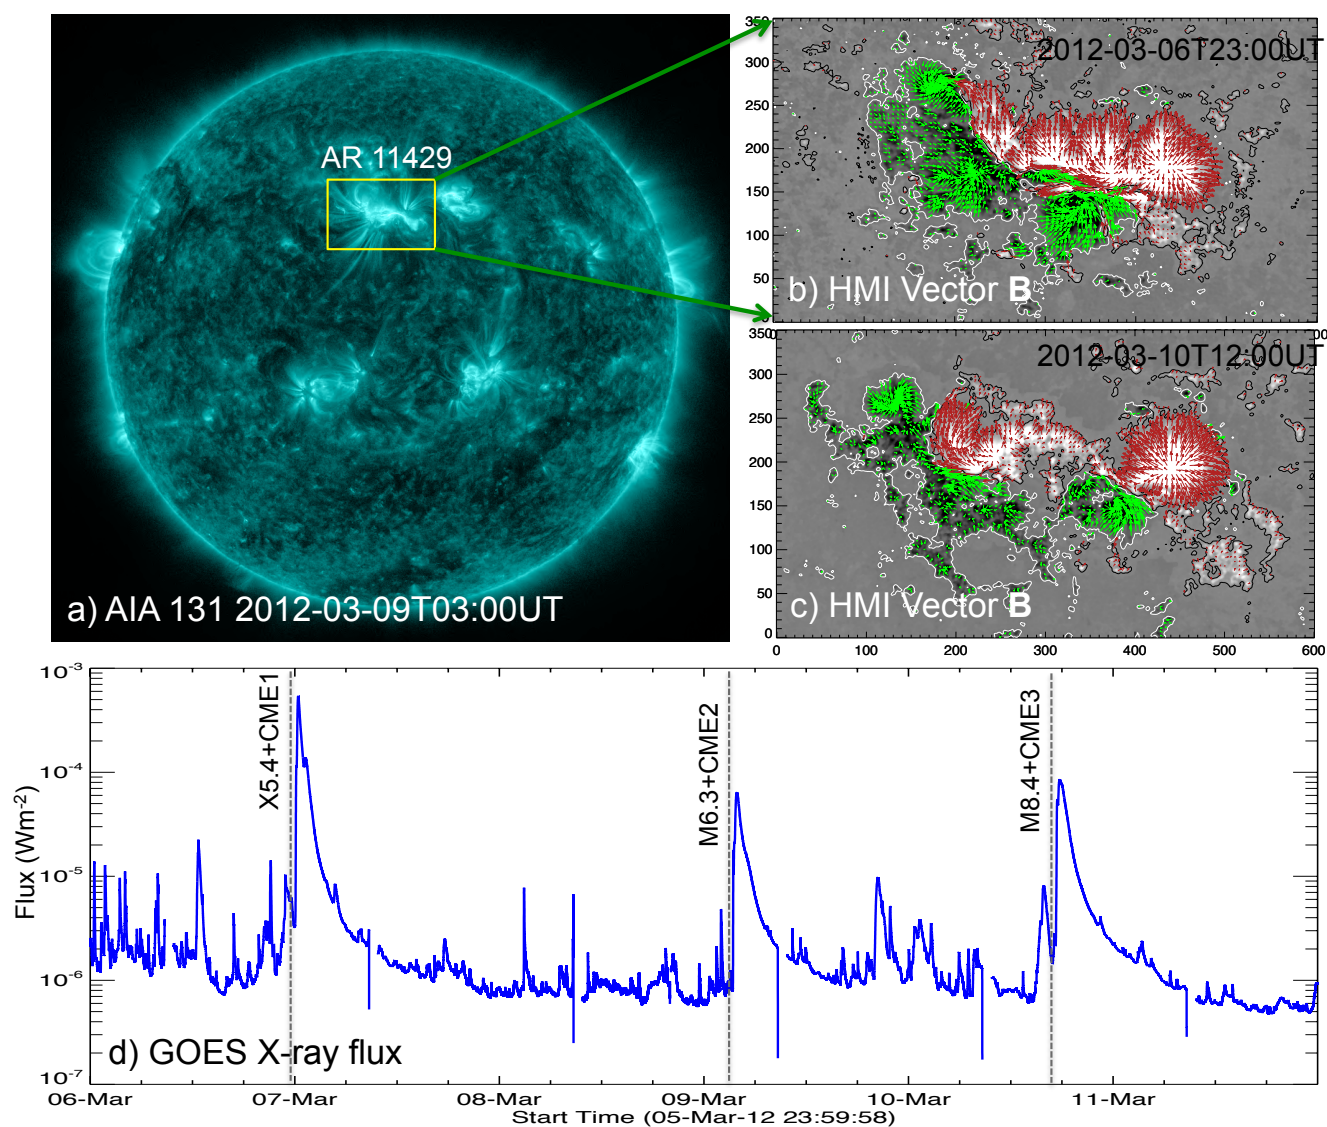 AR 11429
a) AIA 131 2012-03-09T03:00UT
350
2012-03-06T23:00UT
300
250
200
150
100
50
0
b) HMI Vector B
350
2012-03-10T12:00UT
300
250
200
150
100
50
0
c) HMI Vector B
0 100 200 300 400 500 600
10-3
10-4
10-5
10-6
10-7
Flux (Wm-2)
X5.4+CME1
M6.3+CME2
M8.4+CME3
d) GOES X-ray flux
06-Mar 07-Mar 08-Mar 09-Mar 10-Mar 11-Mar
Start Time (05-Mar-12 23:59:58)